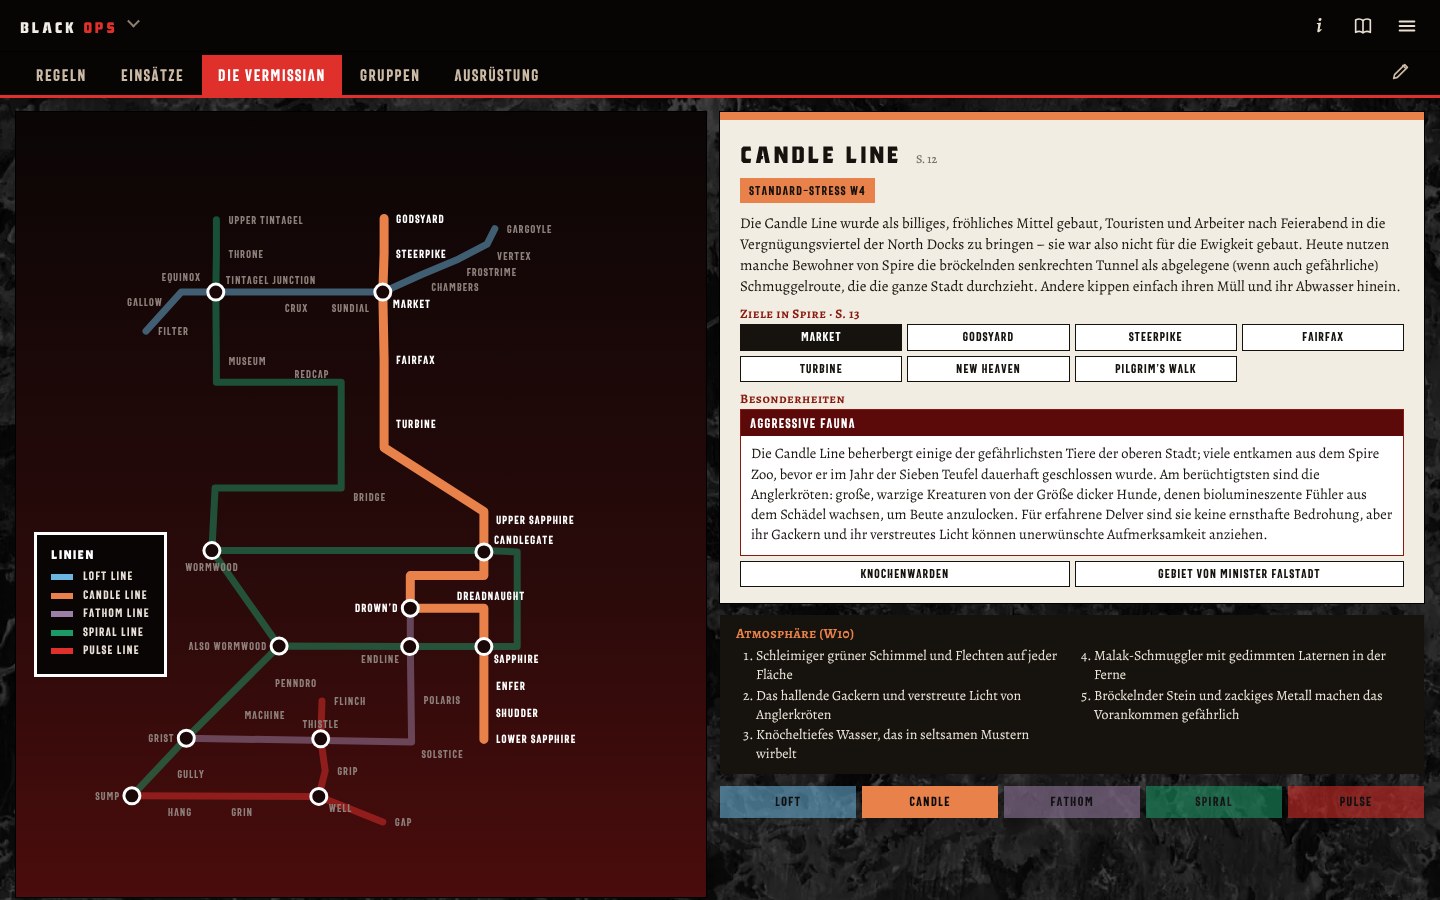 BLACK OPS
REGELN
EINSÄTZE
DIE VERMISSIAN
GRUPPEN
AUSRÜSTUNG
UPPER TINTAGEL
GODSYARD
GARGOYLE
THRONE
STEERPIKE
VERTEX
FROSTRIME
EQUINOX
TINTAGEL JUNCTION
CHAMBERS
GALLOW
CRUX
SUNDIAL
MARKET
FILTER
MUSEUM
FAIRFAX
REDCAP
TURBINE
BRIDGE
UPPER SAPPHIRE
CANDLEGATE
WORMWOOD
DREADNAUGHT
DROWN'D
ALSO WORMWOOD
ENDLINE
SAPPHIRE
PENNDRO
ENFER
FLINCH
POLARIS
MACHINE
THISTLE
SHUDDER
GRIST
LOWER SAPPHIRE
SOLSTICE
GULLY
GRIP
SUMP
HANG
GRIN
WELL
GAP
LINIEN
LOFT LINE
CANDLE LINE
FATHOM LINE
SPIRAL LINE
PULSE LINE
CANDLE LINE S. 12
STANDARD-STRESS W4
Die Candle Line wurde als billiges, fröhliches Mittel gebaut, Touristen und Arbeiter nach Feierabend in die
Vergnügungsviertel der North Docks zu bringen – sie war also nicht für die Ewigkeit gebaut. Heute nutzen
manche Bewohner von Spire die bröckelnden senkrechten Tunnel als abgelegene (wenn auch gefährliche)
Schmuggelroute, die die ganze Stadt durchzieht. Andere kippen einfach ihren Müll und ihr Abwasser hinein.
ZIELE IN SPIRE · S. 13
MARKET
GODSYARD
STEERPIKE
FAIRFAX
TURBINE
NEW HEAVEN
PILGRIM'S WALK
BESONDERHEITEN
AGGRESSIVE FAUNA
Die Candle Line beherbergt einige der gefährlichsten Tiere der oberen Stadt; viele entkamen aus dem Spire
Zoo, bevor er im Jahr der Sieben Teufel dauerhaft geschlossen wurde. Am berüchtigtsten sind die
Anglerkröten: große, warzige Kreaturen von der Größe dicker Hunde, denen biolumineszente Fühler aus
dem Schädel wachsen, um Beute anzulocken. Für erfahrene Delver sind sie keine ernsthafte Bedrohung, aber
ihr Gackern und ihr verstreutes Licht können unerwünschte Aufmerksamkeit anziehen.
KNOCHENWARDEN
GEBIET VON MINISTER FALSTADT
ATMOSPHÄRE (W10)
1. Schleimiger grüner Schimmel und Flechten auf jeder
Fläche
2. Das hallende Gackern und verstreute Licht von
Anglerkröten
3. Knöcheltiefes Wasser, das in seltsamen Mustern
wirbelt
4. Malak-Schmuggler mit gedimmten Laternen in der
Ferne
5. Bröckelnder Stein und zackiges Metall machen das
Vorankommen gefährlich
LOFT
CANDLE
FATHOM
SPIRAL
PULSE